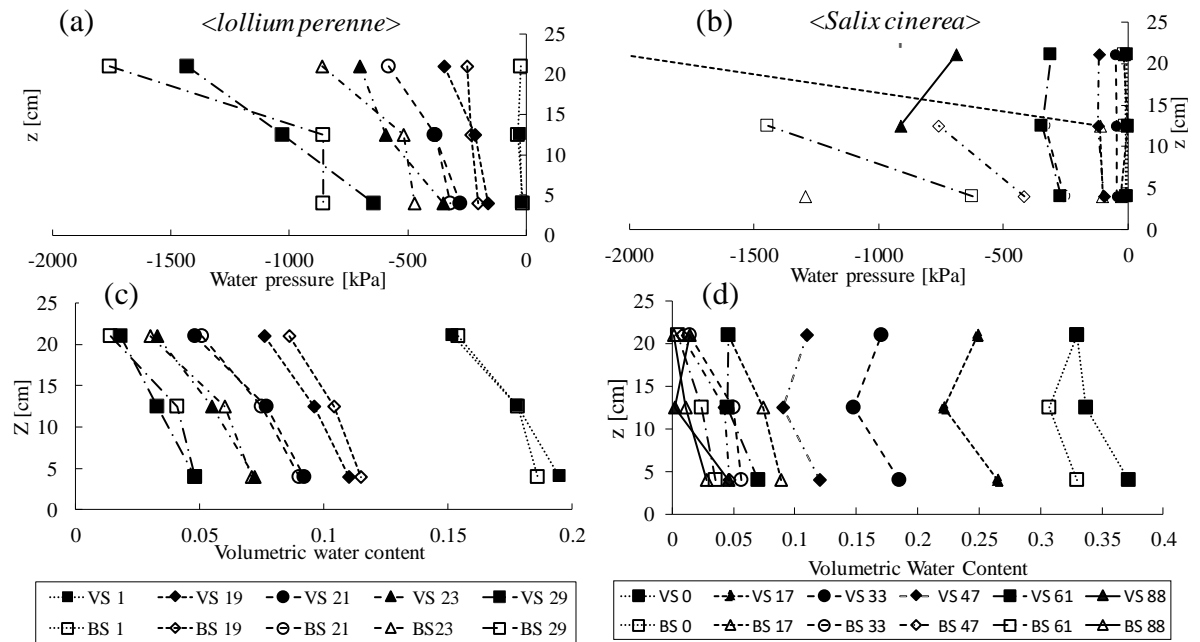 (a) <lollium perenne>
(b) <Salix cinerea>
25
20
15
10
5
0
z [cm]
-2000 -1500 -1000 -500 0
Water pressure [kPa]
25
20
15
10
5
0
z [cm]
-2000 -1500 -1000 -500 0
Water pressure [kPa]
(c)
25
20
15
10
5
0
Z [cm]
0 0.05 0.1 0.15 0.2
Volumetric water content
(d)
25
20
15
10
5
0
z [cm]
0 0.05 0.1 0.15 0.2 0.25 0.3 0.35 0.4
Volumetric Water Content
VS 1 VS 19 VS 21 VS 23 VS 29
BS 1 BS 19 BS 21 BS23 BS 29
VS 0 VS 17 VS 33 VS 47 VS 61 VS 88
BS 0 BS 17 BS 33 BS 47 BS 61 BS 88